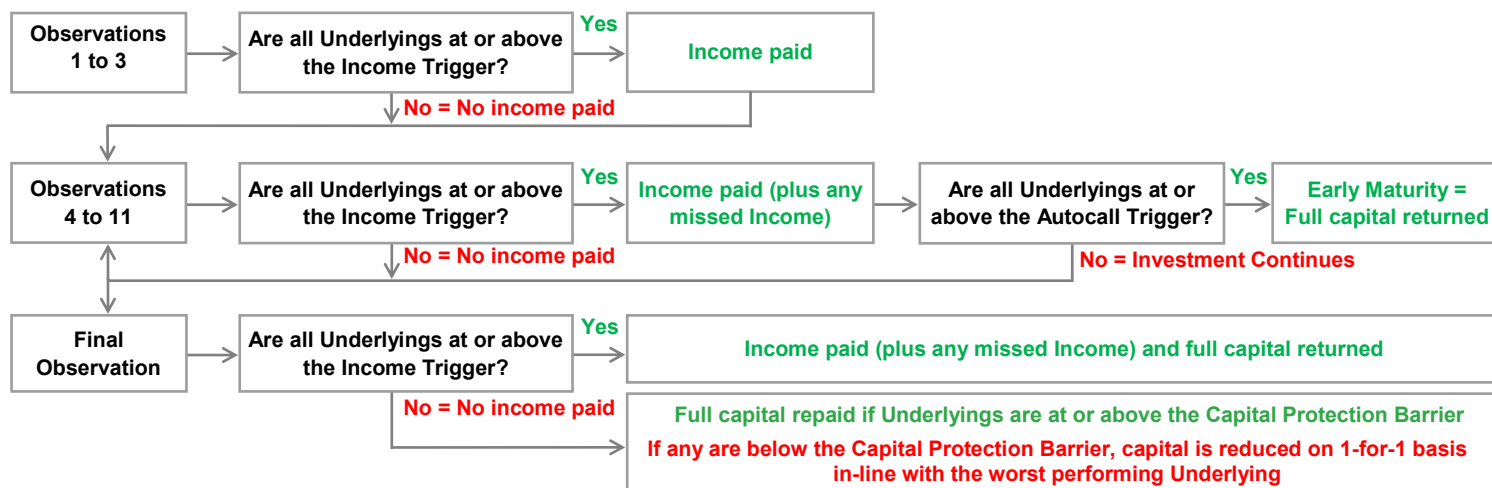 Observations
1 to 3
Are all Underlyings at or above
the Income Trigger?
Yes
Income paid
No = No income paid
Observations
4 to 11
Are all Underlyings at or above
the Income Trigger?
Yes
Income paid (plus any
missed Income)
Are all Underlyings at or
above the Autocall Trigger?
Yes
Early Maturity =
Full capital returned
No = No income paid
No = Investment Continues
Final
Observation
Are all Underlyings at or above
the Income Trigger?
Yes
Income paid (plus any missed Income) and full capital returned
No = No income paid
Full capital repaid if Underlyings are at or above the Capital Protection Barrier
If any are below the Capital Protection Barrier, capital is reduced on 1-for-1 basis
in-line with the worst performing Underlying